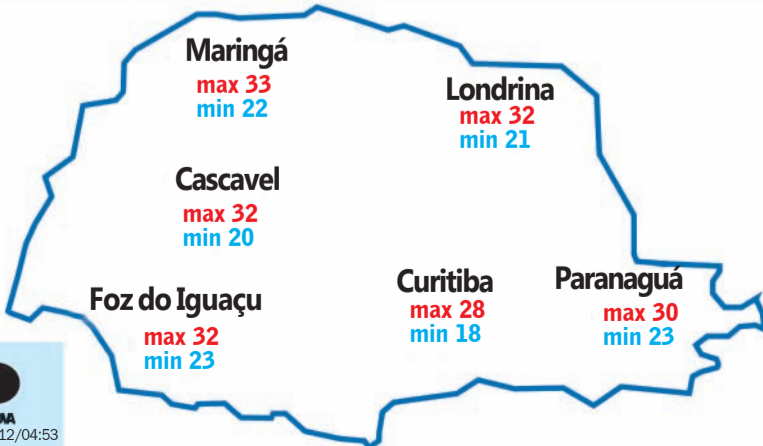 Maringá
max 33
min 22
Londrina
max 32
min 21
Cascavel
max 32
min 20
Foz do Iguaçu
max 32
min 23
Curitiba
max 28
min 18
Paranaguá
max 30
min 23
12/04:53